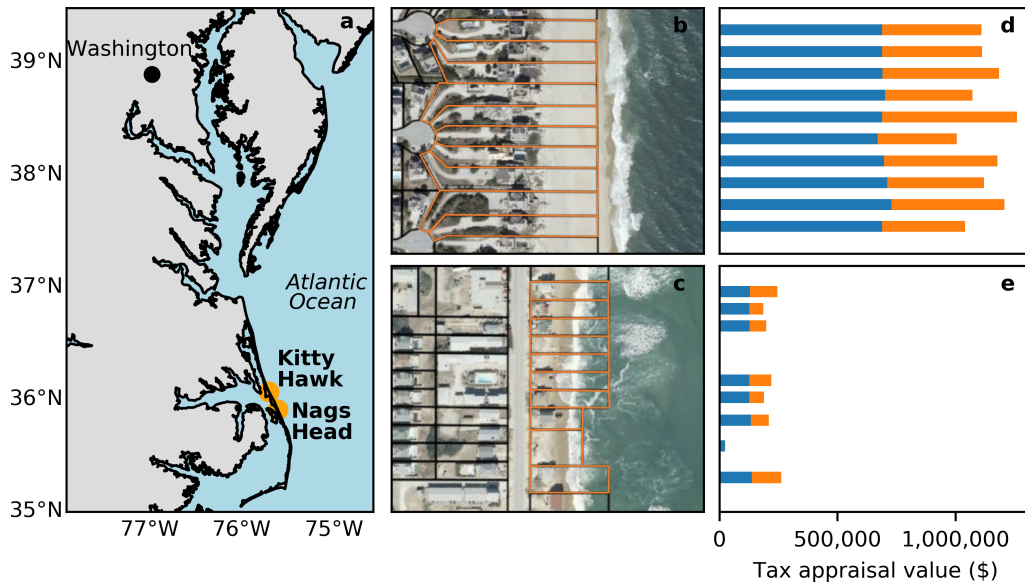 a
39°N
Washington
38°N
37°N
Atlantic
Ocean
Kitty
Hawk
36°N
Nags
Head
35°N
77°W
76°W
75°W
b
c
d
e
0
500,000
1,000,000
Tax appraisal value ($)